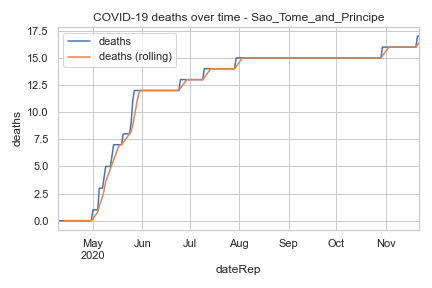 COVID-19 deaths over time - Sao_Tome_and_Principe
deaths
deaths (rolling)
deaths
17.5
15.0
12.5
10.0
7.5
5.0
2.5
0.0
May Jun Jul Aug Sep Oct Nov
2020
dateRep